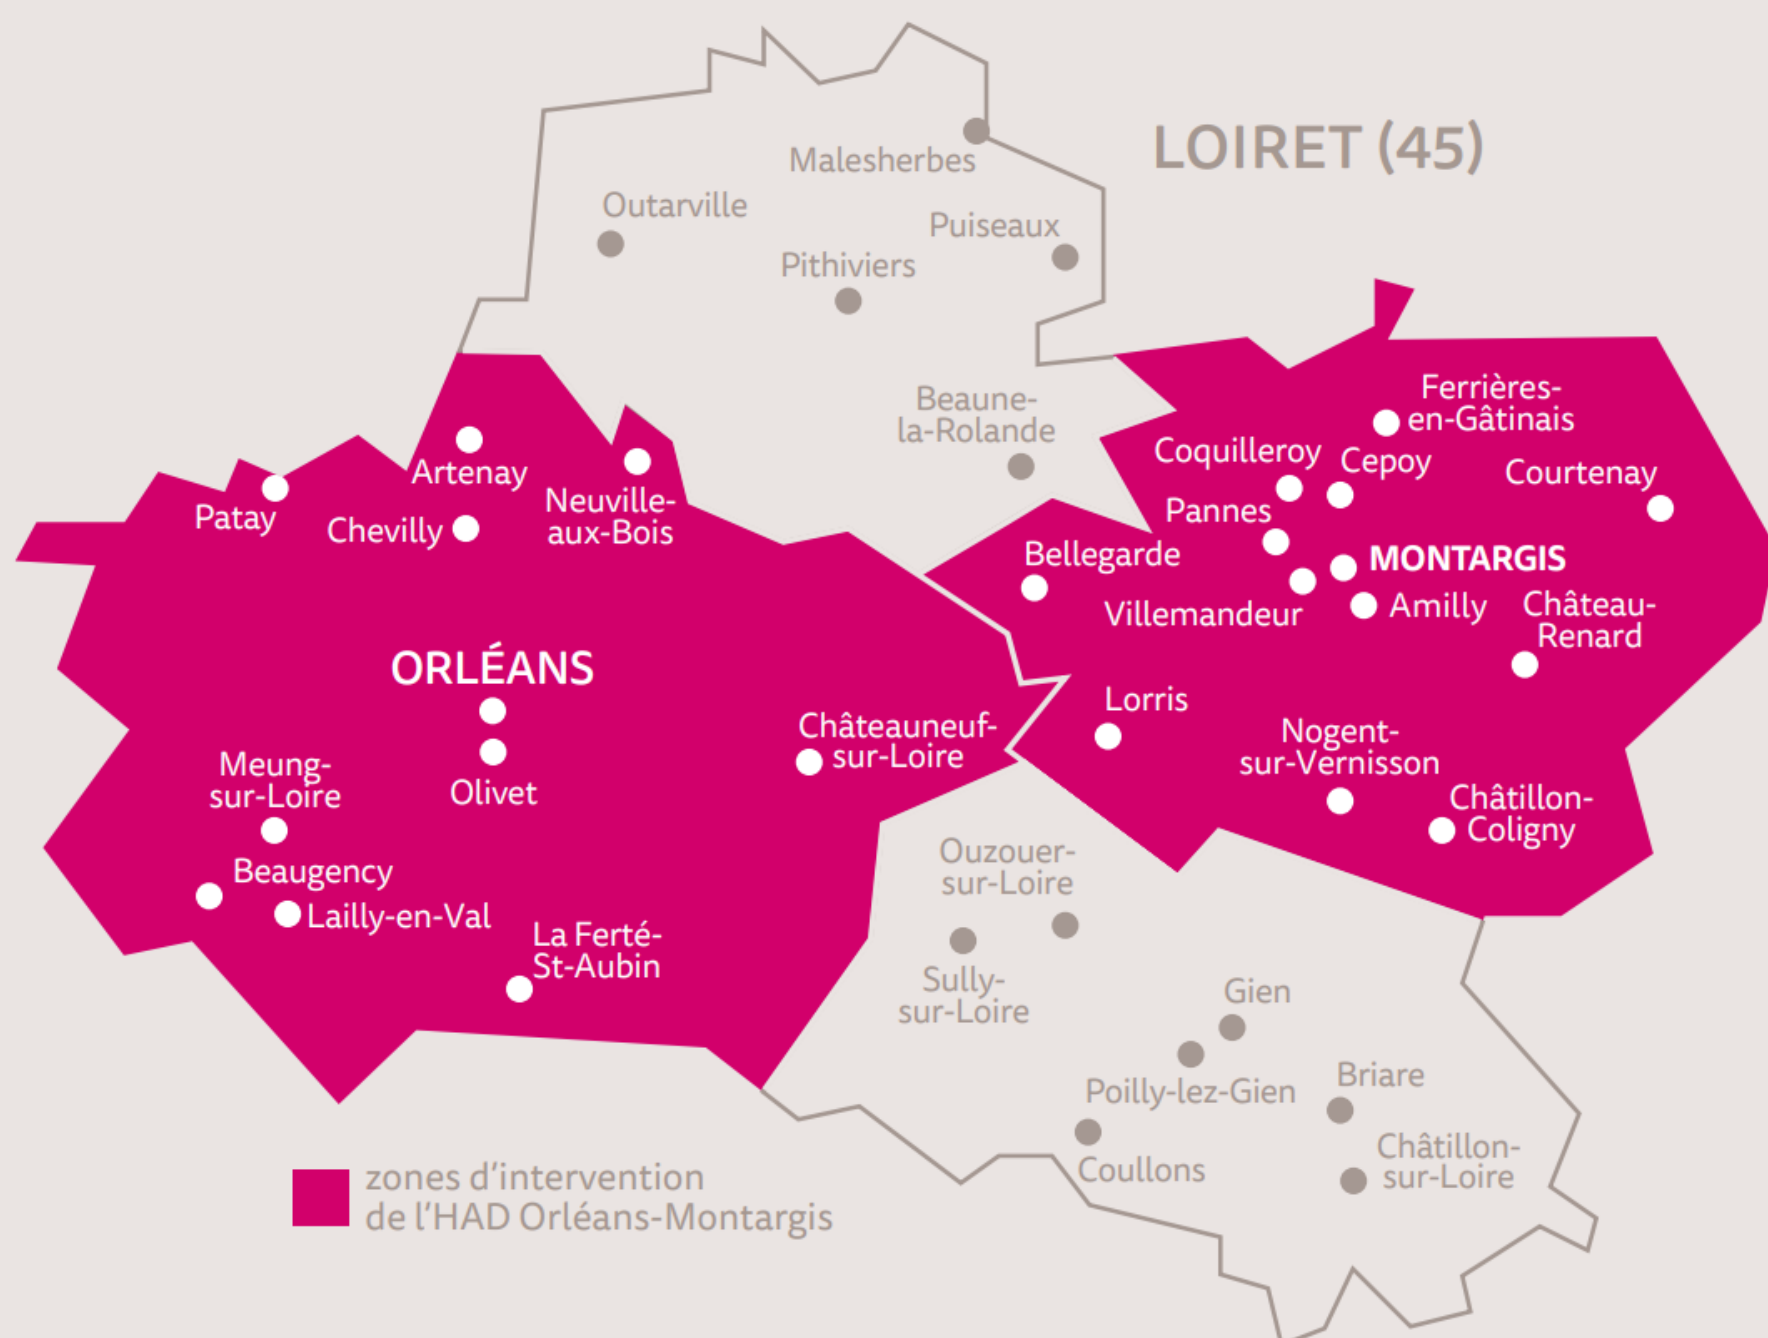 LOIRET (45)
Malesherbes
Outarville
Puiseaux
Pithiviers
Beaune-
la-Rolande
Ferrières-
en-Gâtinais
Coquilleroy
Cepoy
Courtenay
Pannes
Bellegarde
MONTARGIS
Villemandeur
Amilly
Château-
Renard
Lorris
Nogent-
sur-Vernisson
Châtillon-
Coligny
Artenay
Patay
Chevilly
Neuville-
aux-Bois
ORLÉANS
Olivet
Châteauneuf-
sur-Loire
Meung-
sur-Loire
Beaugency
Lailly-en-Val
La Ferté-
St-Aubin
Ouzouer-
sur-Loire
Sully-
sur-Loire
Gien
Poilly-lez-Gien
Briare
Coullons
Châtillon-
sur-Loire
zones d'intervention
de l'HAD Orléans-Montargis